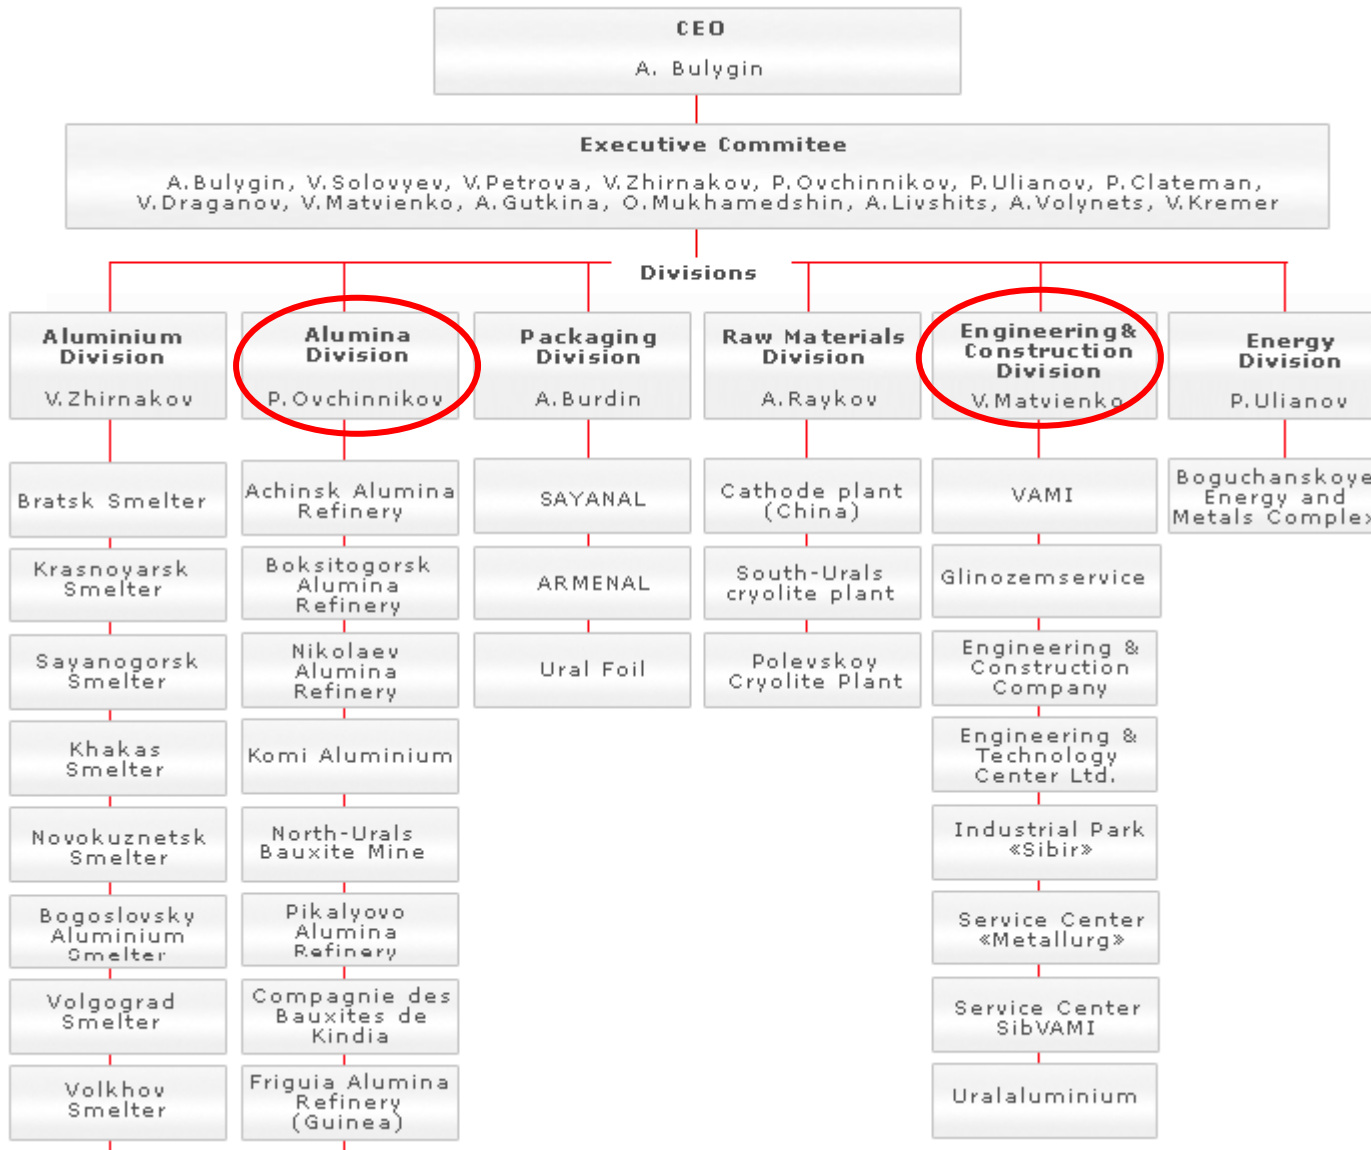 CEO
A. Bulygin
Executive Commitee
A.Bulygin, V.Solovyev, V.Petrova, V.Zhirnakov, P.Ovchinnikov, P.Ulianov, P.Clateman,
V.Draganov, V.Matvienko, A.Gutkina, O.Mukhamedshin, A.Livshits, A.Volynets, V.Kremer
Divisions
Aluminium
Division
V.Zhirnakov
Bratsk Smelter
Krasnoyarsk
Smelter
Sayanogorsk
Smelter
Khakas
Smelter
Novokuznetsk
Smelter
Bogoslovsky
Aluminium
Smelter
Volgograd
Smelter
Volkhov
Smelter
Alumina
Division
P.Ovchinnikov
Achinsk Alumina
Refinery
Boksitogorsk
Alumina
Refinery
Nikolaev
Alumina
Refinery
Komi Aluminium
North-Urals
Bauxite Mine
Pikalyovo
Alumina
Refinery
Compagnie des
Bauxites de
Kindia
Friguia Alumina
Refinery
(Guinea)
Packaging
Division
A.Burdin
SAYANAL
ARMENAL
Ural Foil
Raw Materials
Division
A.Raykov
Cathode plant
(China)
South-Urals
cryolite plant
Polevskoy
Cryolite Plant
Engineering&
Construction
Division
V.Matvienko
VAMI
Glinozemservice
Engineering &
Construction
Company
Engineering &
Technology
Center Ltd.
Industrial Park
«Sibir»
Service Center
«Metallurg»
Service Center
SibVAMI
Uralaluminium
Energy
Division
P.Ulianov
Boguchanskoye
Energy and
Metals Complex